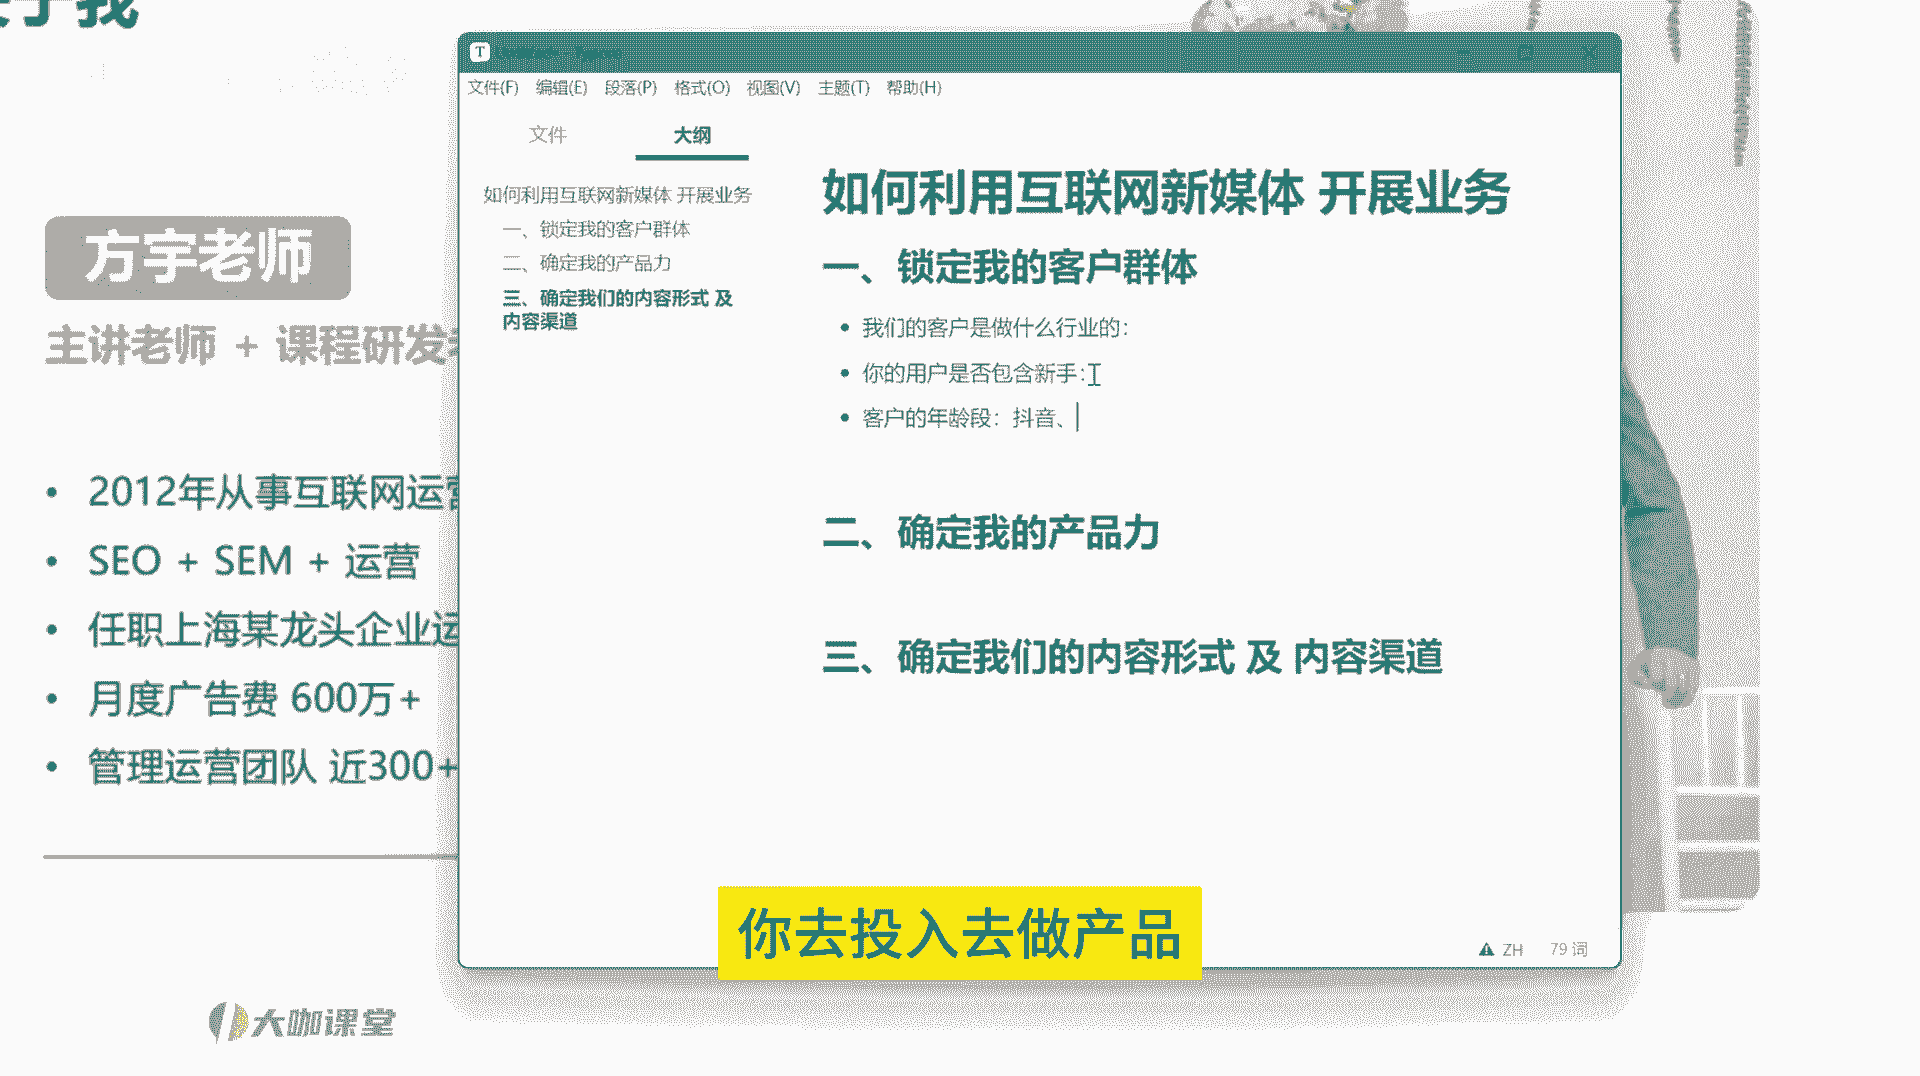 T
文件(F) 编辑(E) 段落(P) 格式(O) 视图(V) 主题(T) 帮助(H)
文件 大纲
如何利用互联网新媒体 开展业务
一、锁定我的客户群体
二、确定我的产品力
三、确定我们的内容形式 及
内容渠道
如何利用互联网新媒体 开展业务
一、锁定我的客户群体
我们的客户是做什么行业的：
你的用户是否包含新手：
客户的年龄段：抖音、
二、确定我的产品力
三、确定我们的内容形式 及 内容渠道
ZH 79 词
方宇老师
主讲老师 + 课程研发
• 2012年从事互联网运营
• SEO + SEM + 运营
• 任职上海某龙头企业运
• 月度广告费 600万+
• 管理运营团队 近300+
你去投入去做产品
大咖课堂